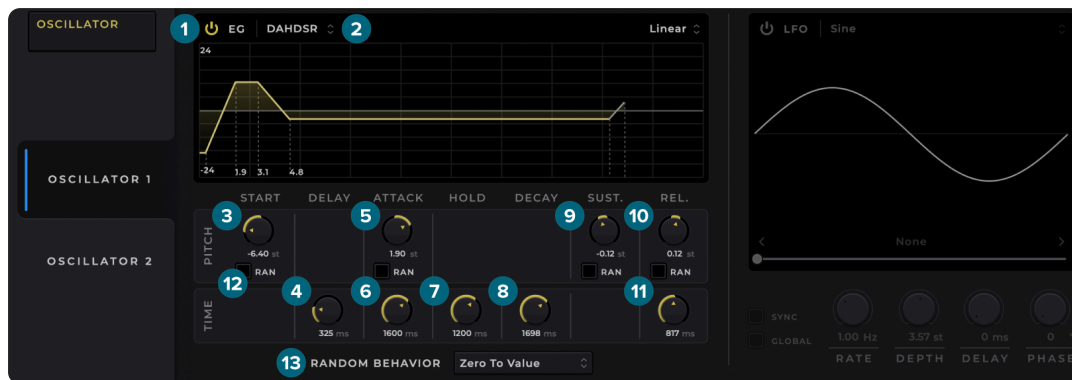 OSCILLATOR
1
EG
DAHDSR
2
Linear
LFO
Sine
24
-24
1.9
3.1
4.8
OSCILLATOR 1
OSCILLATOR 2
START
DELAY
ATTACK
HOLD
DECAY
SUST.
REL.
PITCH
3
5
9
10
-6.40 st
1.90 st
-0.12 st
0.12 st
RAN
RAN
RAN
RAN
12
None
TIME
4
6
7
8
11
325 ms
1600 ms
1200 ms
1698 ms
817 ms
SYNC
GLOBAL
1.00 Hz
3.57 st
0 ms
0
RATE
DEPTH
DELAY
PHASE
13
RANDOM BEHAVIOR
Zero To Value